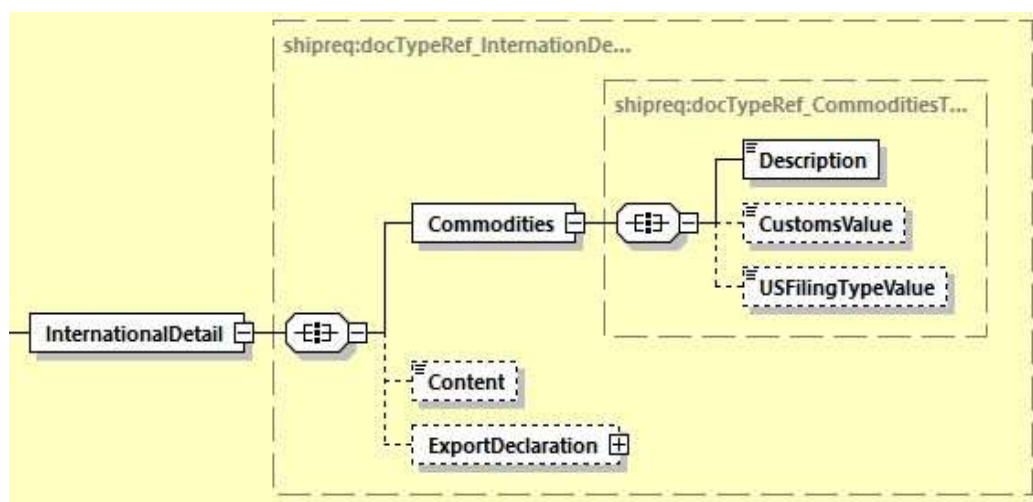 shipreq:docTypeRef_InternationDe...
shipreq:docTypeRef_CommoditiesT...
Description
Commodities
CustomsValue
USFilingTypeValue
InternationalDetail
Content
ExportDeclaration